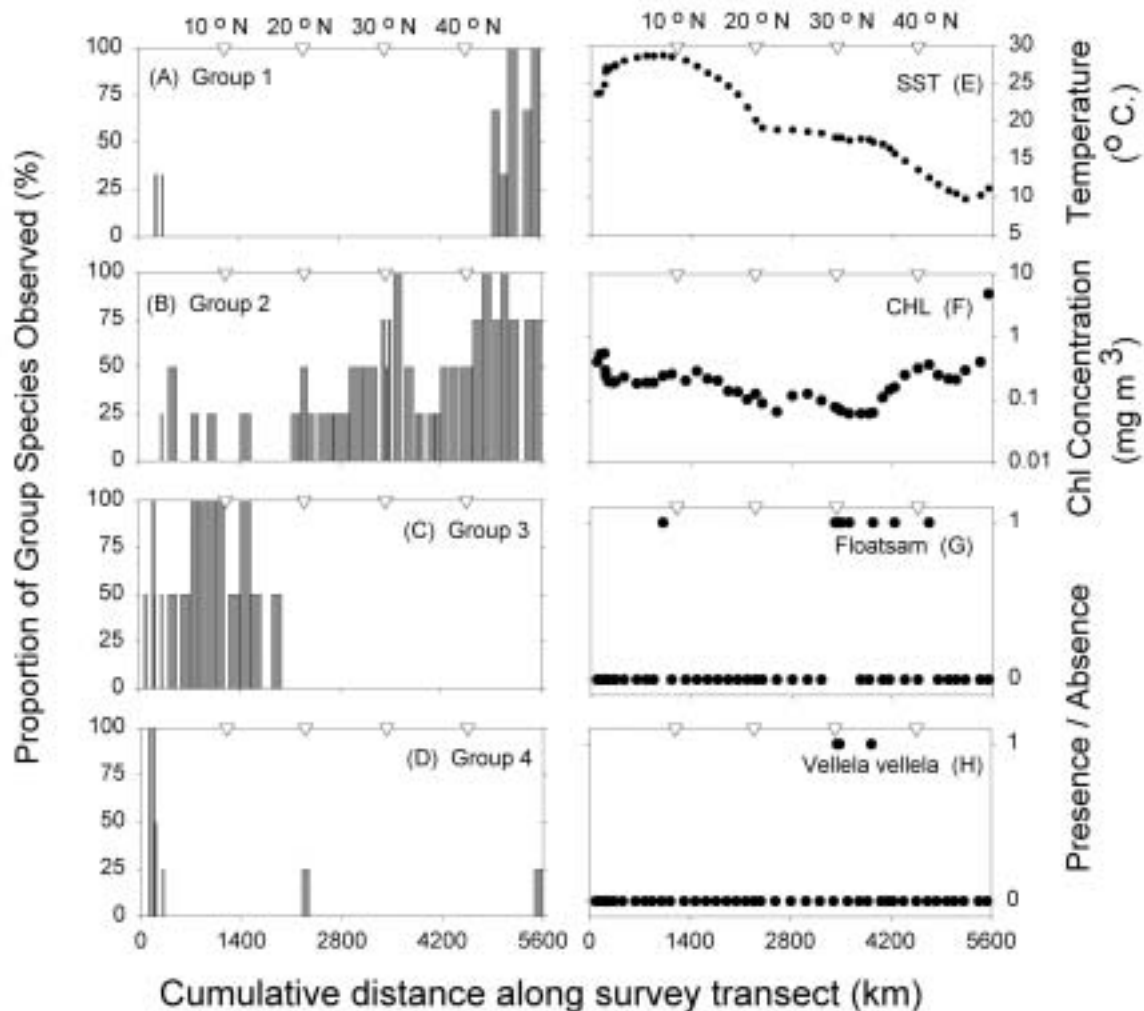 10 º N 20 º N 30 º N 40 º N
10 º N 20 º N 30 º N 40 º N
Proportion of Group Species Observed (%)
100
75
50
25
0
(A) Group 1
SST (E)
30
25
20
15
10
5
Temperature
(º C.)
100
75
50
25
0
(B) Group 2
CHL (F)
10
1
0.1
0.01
Chl Concentration
(mg m 3)
100
75
50
25
0
(C) Group 3
1
Floatsam (G)
0
Presence / Absence
100
75
50
25
0
(D) Group 4
1
Vellela vellela (H)
0
0 1400 2800 4200 5600
0 1400 2800 4200 5600
Cumulative distance along survey transect (km)